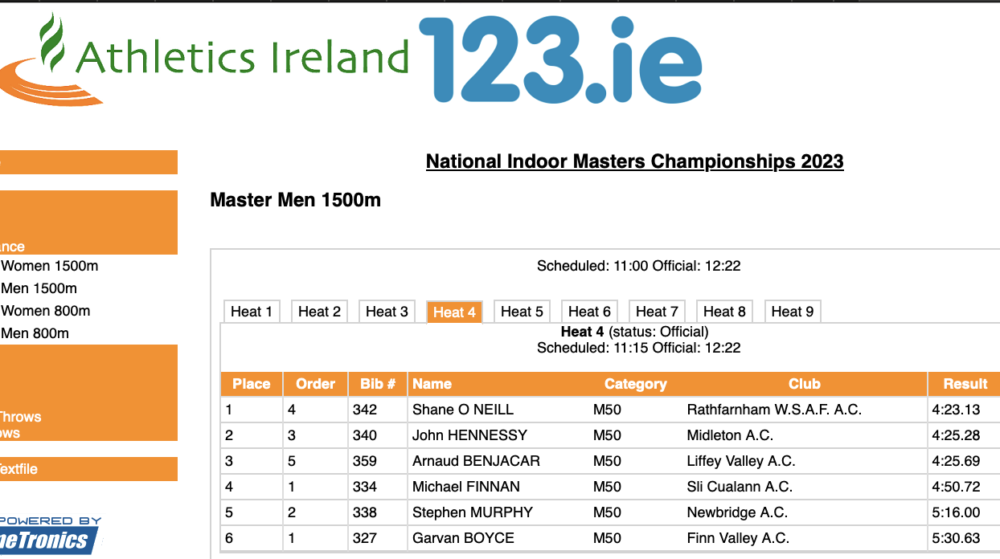 Athletics Ireland 123.ie
National Indoor Masters Championships 2023
Master Men 1500m
Women 1500m
Men 1500m
Women 800m
Men 800m
Scheduled: 11:00 Official: 12:22
Heat 1 Heat 2 Heat 3 Heat 4 Heat 5 Heat 6 Heat 7 Heat 8 Heat 9
Heat 4 (status: Official)
Scheduled: 11:15 Official: 12:22
Place Order Bib # Name Category Club Result
1 4 342 Shane O NEILL M50 Rathfarnham W.S.A.F. A.C. 4:23.13
2 3 340 John HENNESSY M50 Midleton A.C. 4:25.28
3 5 359 Arnaud BENJACAR M50 Liffey Valley A.C. 4:25.69
4 1 334 Michael FINNAN M50 Sli Cualann A.C. 4:50.72
5 2 338 Stephen MURPHY M50 Newbridge A.C. 5:16.00
6 1 327 Garvan BOYCE M50 Finn Valley A.C. 5:30.63
Throws
POWERED BY